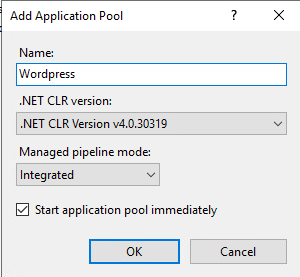 Add Application Pool
?
Name:
Wordpress
.NET CLR version:
.NET CLR Version v4.0.30319
Managed pipeline mode:
Integrated
Start application pool immediately
OK
Cancel